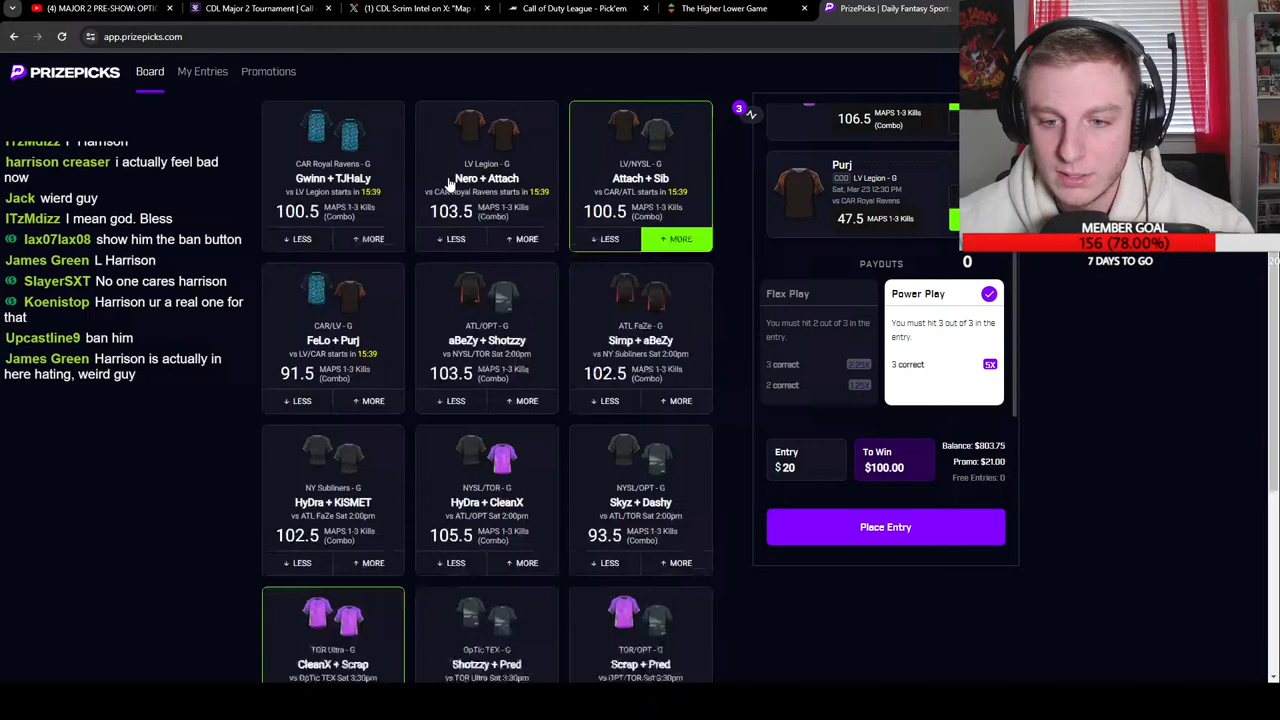 (4) MAJOR 2 PRE-SHOW: OPTIC
CDL Major 2 Tournament | Call
(1) CDL Scrim Intel on X: "Map
Call of Duty League - Pick'em
The Higher Lower Game
PrizePicks | Daily Fantasy Sport
app.prizepicks.com
PRIZEPICKS
Board
My Entries
Promotions
ITzMdizz I Harrison
harrison creaser i actually feel bad
now
Jack wierd guy
ITzMdizz I mean god. Bless
lax07lax08 show him the ban button
James Green L Harrison
SlayerSXT No one cares harrison
Koenistop Harrison ur a real one for
that
Upcastline9 ban him
James Green Harrison is actually in
here hating, weird guy
CAR Royal Ravens - G
Gwinn + TJHaLy
vs LV Legion - G starts in 15:39
100.5 MAPS 1-3 Kills
(Combo)
↓ LESS
↑ MORE
LV Legion - G
Nero + Attach
vs CAR Royal Ravens starts in 15:39
103.5 MAPS 1-3 Kills
(Combo)
↓ LESS
↑ MORE
LV/NYSL - G
Attach + Sib
vs CAR/ATL starts in 15:39
100.5 MAPS 1-3 Kills
(Combo)
↓ LESS
↑ MORE
CAR/LV - G
FeLo + Purj
vs LV/CAR starts in 15:39
91.5 MAPS 1-3 Kills
(Combo)
↓ LESS
↑ MORE
ATL/OPT - G
aBeZy + Shotzzy
vs NYSL/TOR Sat 2:00pm
103.5 MAPS 1-3 Kills
(Combo)
↓ LESS
↑ MORE
ATL FaZe - G
Simp + aBeZy
vs NY Subliners Sat 2:00pm
102.5 MAPS 1-3 Kills
(Combo)
↓ LESS
↑ MORE
NY Subliners - G
HyDra + KiSMET
vs ATL FaZe Sat 2:00pm
102.5 MAPS 1-3 Kills
(Combo)
↓ LESS
↑ MORE
NYSL/TOR - G
HyDra + CleanX
vs ATL/OPT Sat 2:00pm
105.5 MAPS 1-3 Kills
(Combo)
↓ LESS
↑ MORE
NYSL/OPT - G
Skyz + Dashy
vs ATL/TOR Sat 2:00pm
93.5 MAPS 1-3 Kills
(Combo)
↓ LESS
↑ MORE
TOR Ultra - G
CleanX + Scrap
vs OpTic TEX Sat 3:30pm
OpTic TEX - G
Shotzzy + Pred
vs TOR Ultra Sat 3:30pm
TOR/OPT - G
Scrap + Pred
vs OPT/TOR Sat 3:30pm
3
106.5 MAPS 1-3 Kills
(Combo)
Purj
COD LV Legion - G
Sat, Mar 23 12:30 PM
vs CAR Royal Ravens
47.5 MAPS 1-3 Kills
PAYOUTS
Flex Play
You must hit 2 out of 3 in the
entry.
3 correct 2.25X
2 correct 1.25X
Power Play
You must hit 3 out of 3 in the
entry.
3 correct 5X
Entry
$ 20
To Win
$100.00
Balance: $803.75
Promo: $21.00
Free Entries: 0
Place Entry
MEMBER GOAL
156 (78.00%)
0
7 DAYS TO GO
20